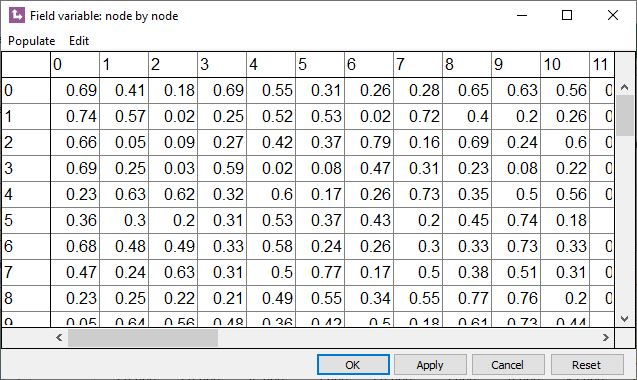 Field variable: node by node
Populate Edit
0 1 2 3 4 5 6 7 8 9 10 11
0 0.69 0.41 0.18 0.69 0.55 0.31 0.26 0.28 0.65 0.63 0.56
1 0.74 0.57 0.02 0.25 0.52 0.53 0.02 0.72 0.4 0.2 0.26
2 0.66 0.05 0.09 0.27 0.42 0.37 0.79 0.16 0.69 0.24 0.6
3 0.69 0.25 0.03 0.59 0.02 0.08 0.47 0.31 0.23 0.08 0.22
4 0.23 0.63 0.62 0.32 0.6 0.17 0.26 0.73 0.35 0.5 0.56
5 0.36 0.3 0.2 0.31 0.53 0.37 0.43 0.2 0.45 0.74 0.18
6 0.68 0.48 0.49 0.33 0.58 0.24 0.26 0.3 0.33 0.73 0.33
7 0.47 0.24 0.63 0.31 0.5 0.77 0.17 0.5 0.38 0.51 0.31
8 0.23 0.25 0.22 0.21 0.49 0.55 0.34 0.55 0.77 0.76 0.2
9 0.05 0.64 0.56 0.48 0.36 0.42 0.5 0.18 0.61 0.73 0.44
OK Apply Cancel Reset